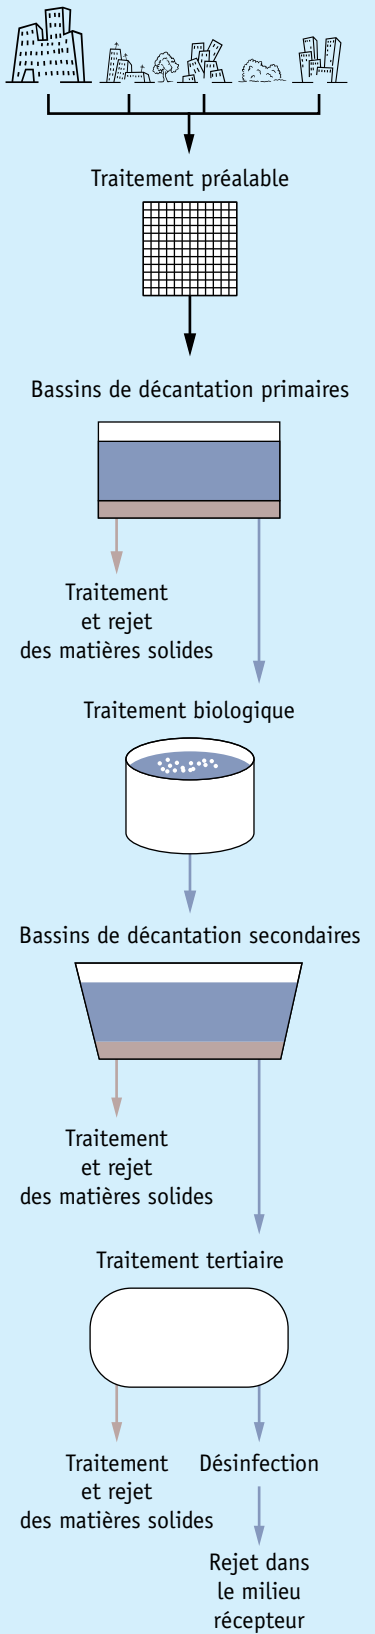 Traitement préalable
Bassins de décantation primaires
Traitement
et rejet
des matières solides
Traitement biologique
Bassins de décantation secondaires
Traitement
et rejet
des matières solides
Traitement tertiaire
Traitement
et rejet
des matières solides
Désinfection
Rejet dans
le milieu
récepteur